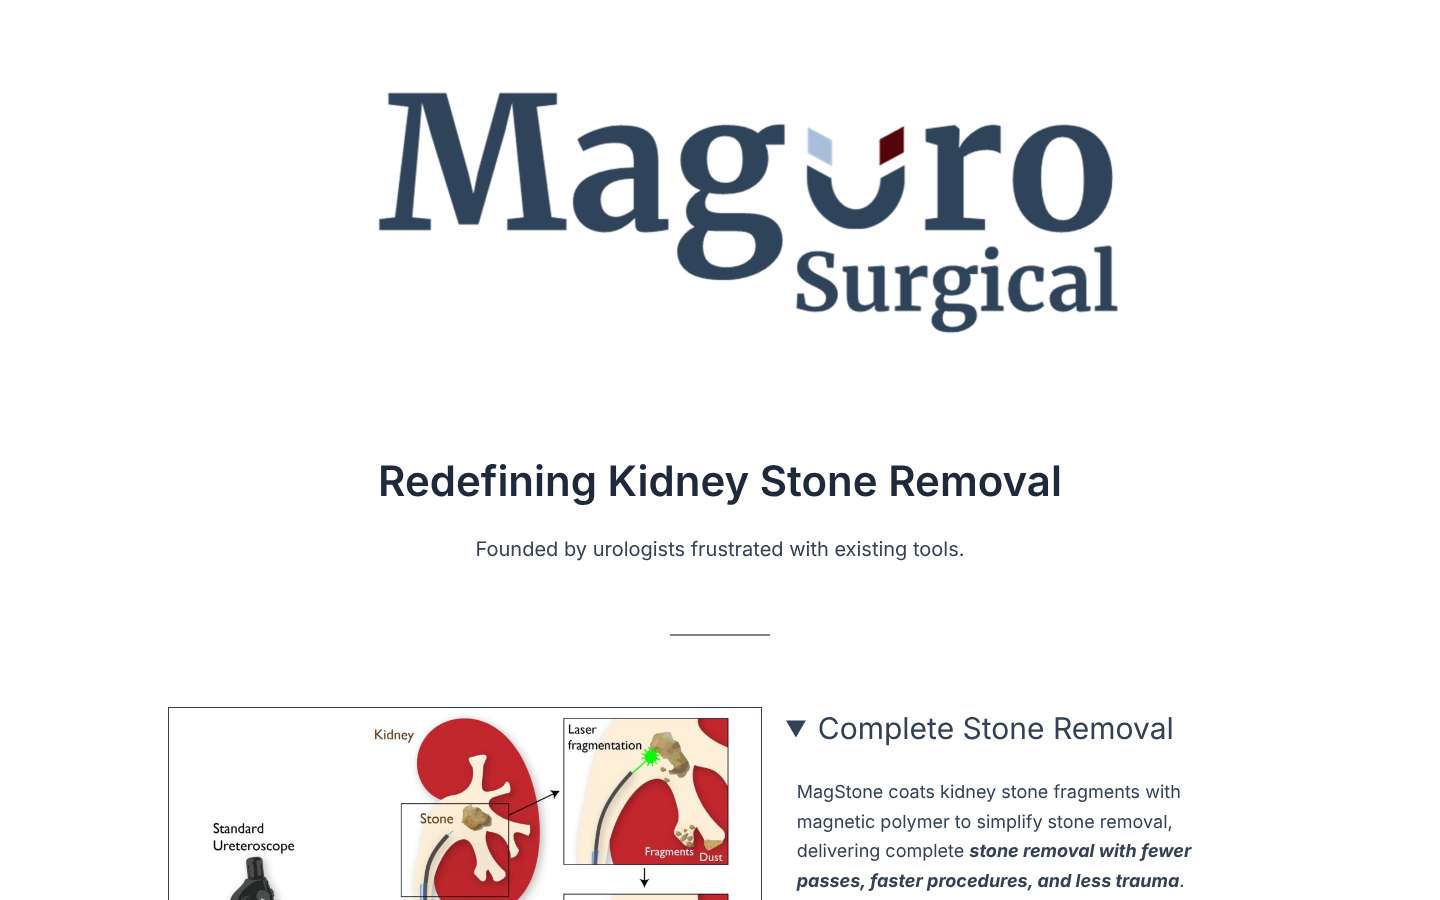 Maguro
Surgical
Redefining Kidney Stone Removal
Founded by urologists frustrated with existing tools.
Kidney
Stone
Standard
Ureteroscope
Laser
fragmentation
Fragments
Dust
Complete Stone Removal
MagStone coats kidney stone fragments with
magnetic polymer to simplify stone removal,
delivering complete stone removal with fewer
passes, faster procedures, and less trauma.